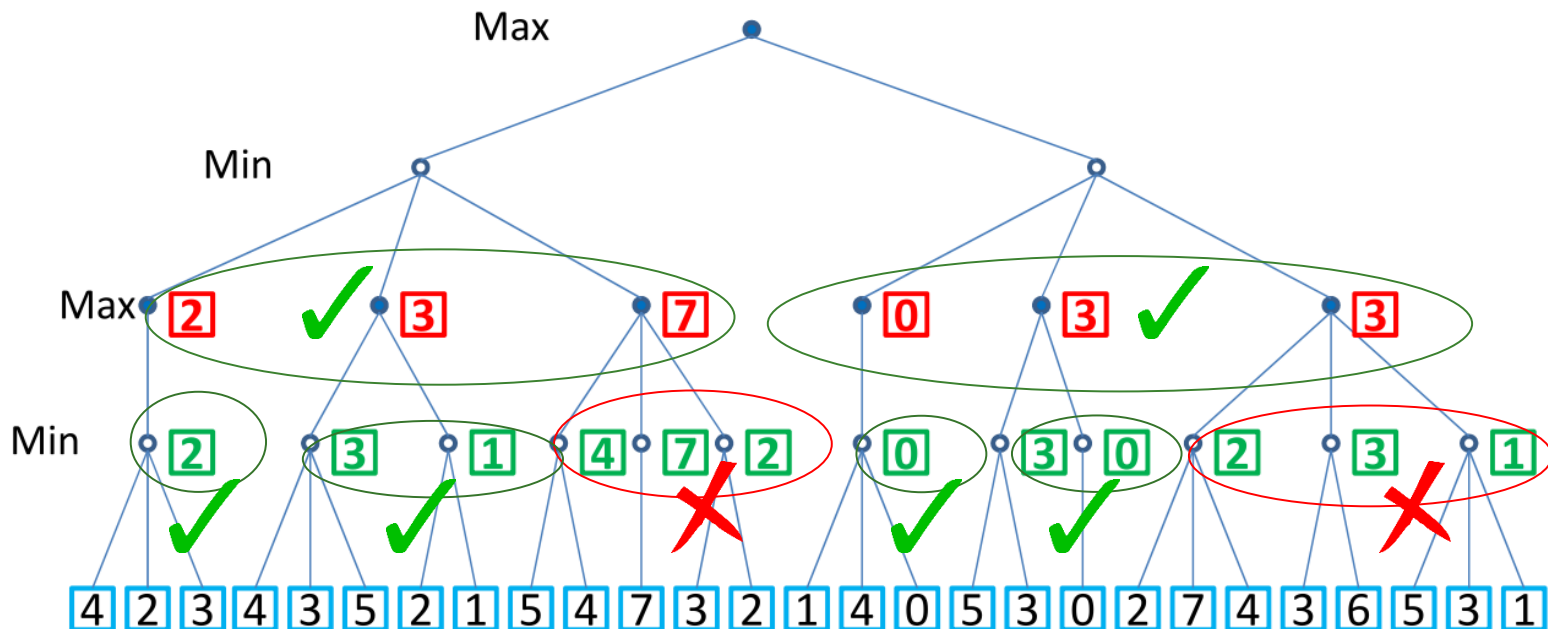 Max
Min
Max 2 3 7 0 3 3
Min 2 3 1 4 7 2 0 3 0 2 3 1
4 2 3 4 3 5 2 1 5 4 7 3 2 1 4 0 5 3 0 2 7 4 3 6 5 3 1